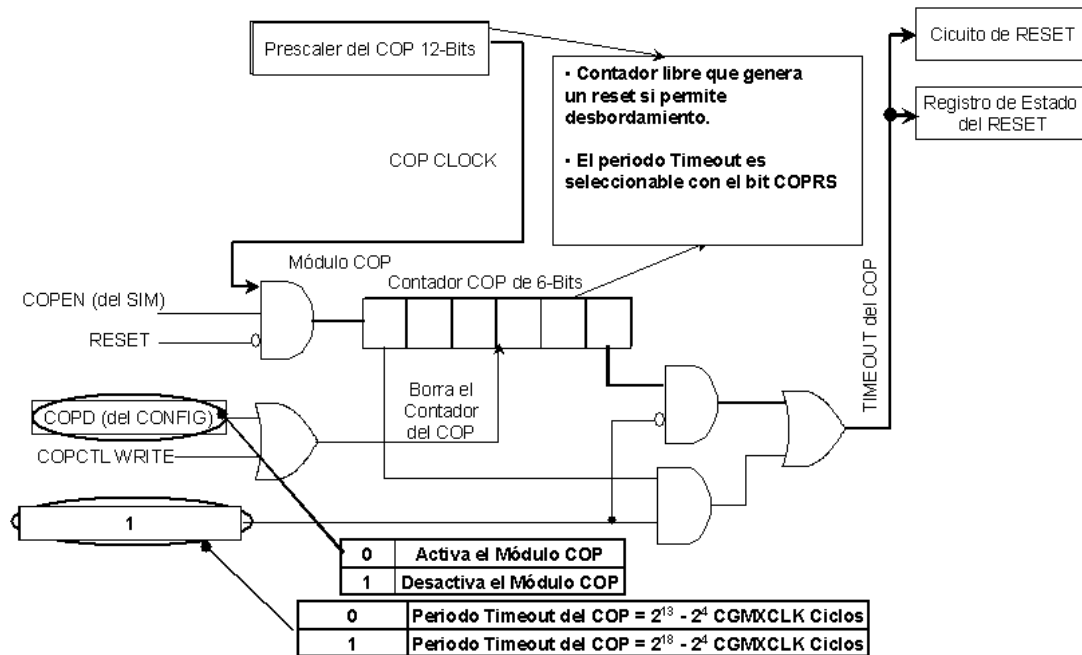 Prescaler del COP 12-Bits
Cicuito de RESET
Registro de Estado
del RESET
· Contador libre que genera
un reset si permite
desbordamiento.
· El periodo Timeout es
seleccionable con el bit COPRS
COP CLOCK
TIMEOUT del COP
Módulo COP
Contador COP de 6-Bits
COPEN (del SIM)
RESET
Borra el
Contador
del COP
COPD (del CONFIG)
COPCTL WRITE
1
0 Activa el Módulo COP
1 Desactiva el Módulo COP
0 Periodo Timeout del COP = 2¹³ - 2⁴ CGMXCLK Ciclos
1 Periodo Timeout del COP = 2¹⁸ - 2⁴ CGMXCLK Ciclos